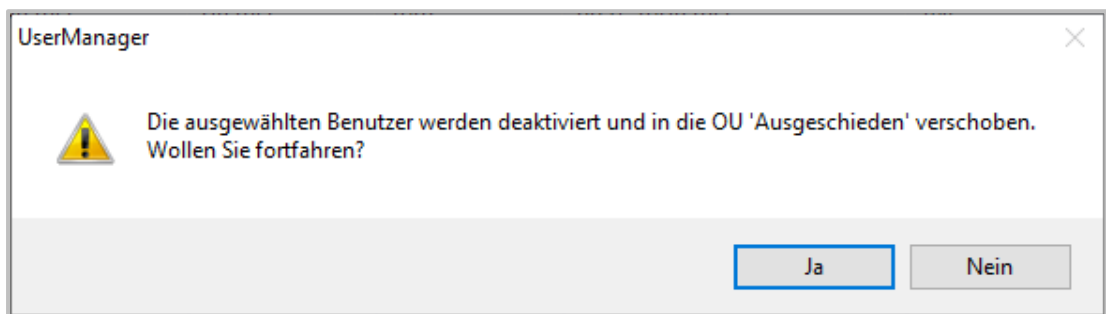 UserManager
Die ausgewählten Benutzer werden deaktiviert und in die OU 'Ausgeschieden' verschoben.
Wollen Sie fortfahren?
Ja
Nein